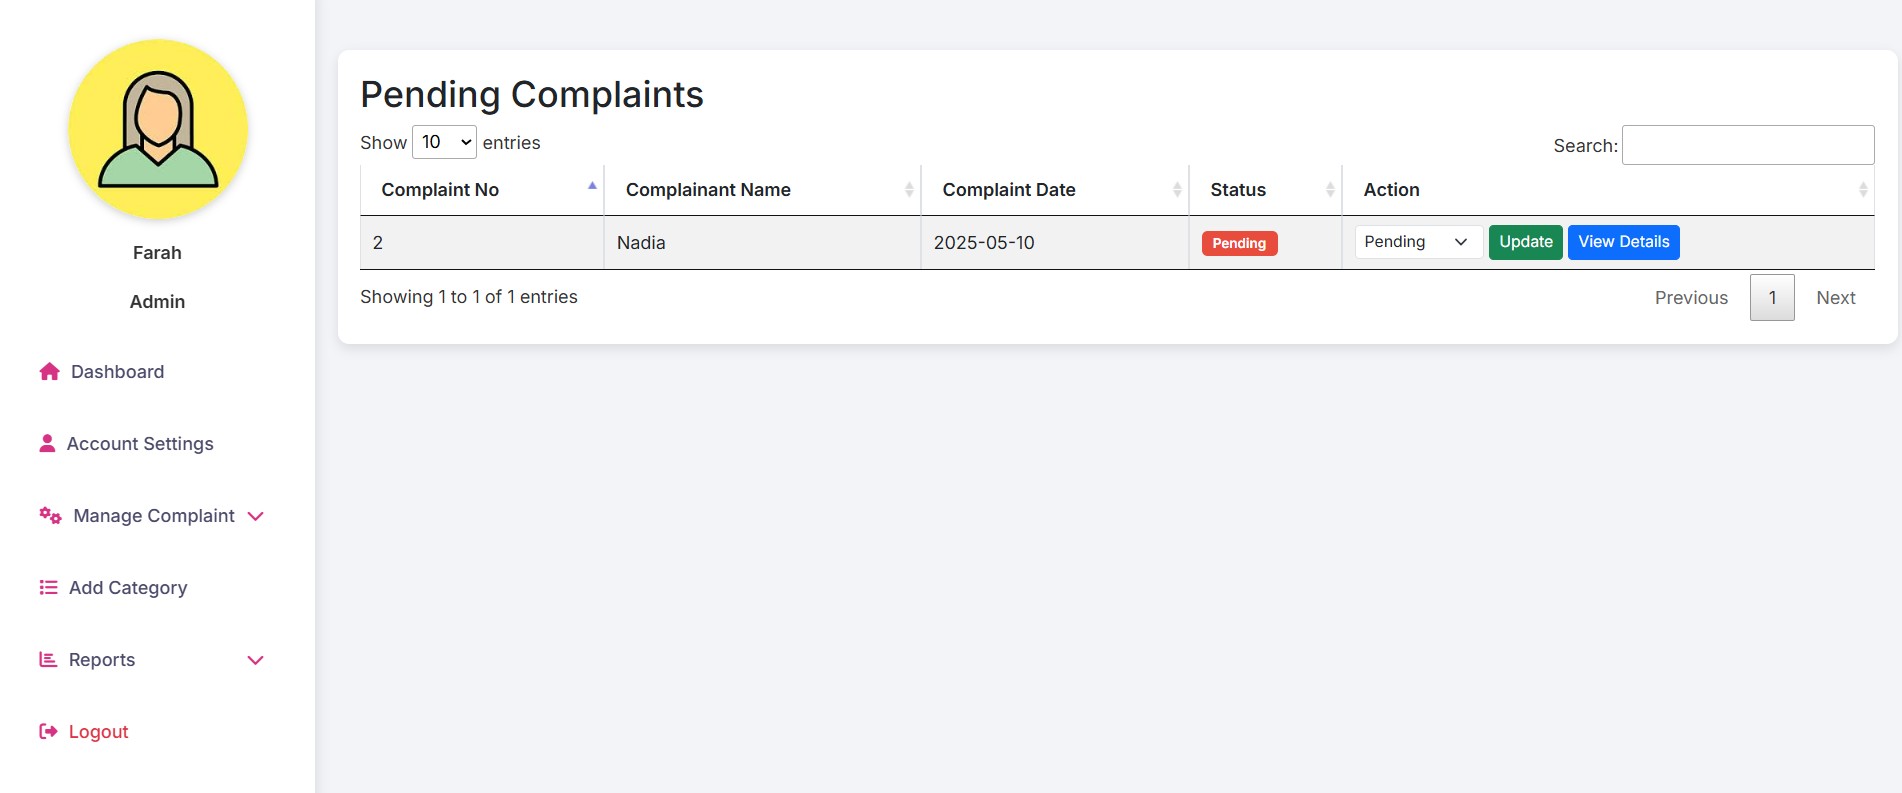 Farah
Admin
Dashboard
Account Settings
Manage Complaint
Add Category
Reports
Logout
Pending Complaints
Show 10 entries
Search:
Complaint No Complainant Name Complaint Date Status Action
2 Nadia 2025-05-10 Pending Pending Update View Details
Showing 1 to 1 of 1 entries
Previous 1 Next